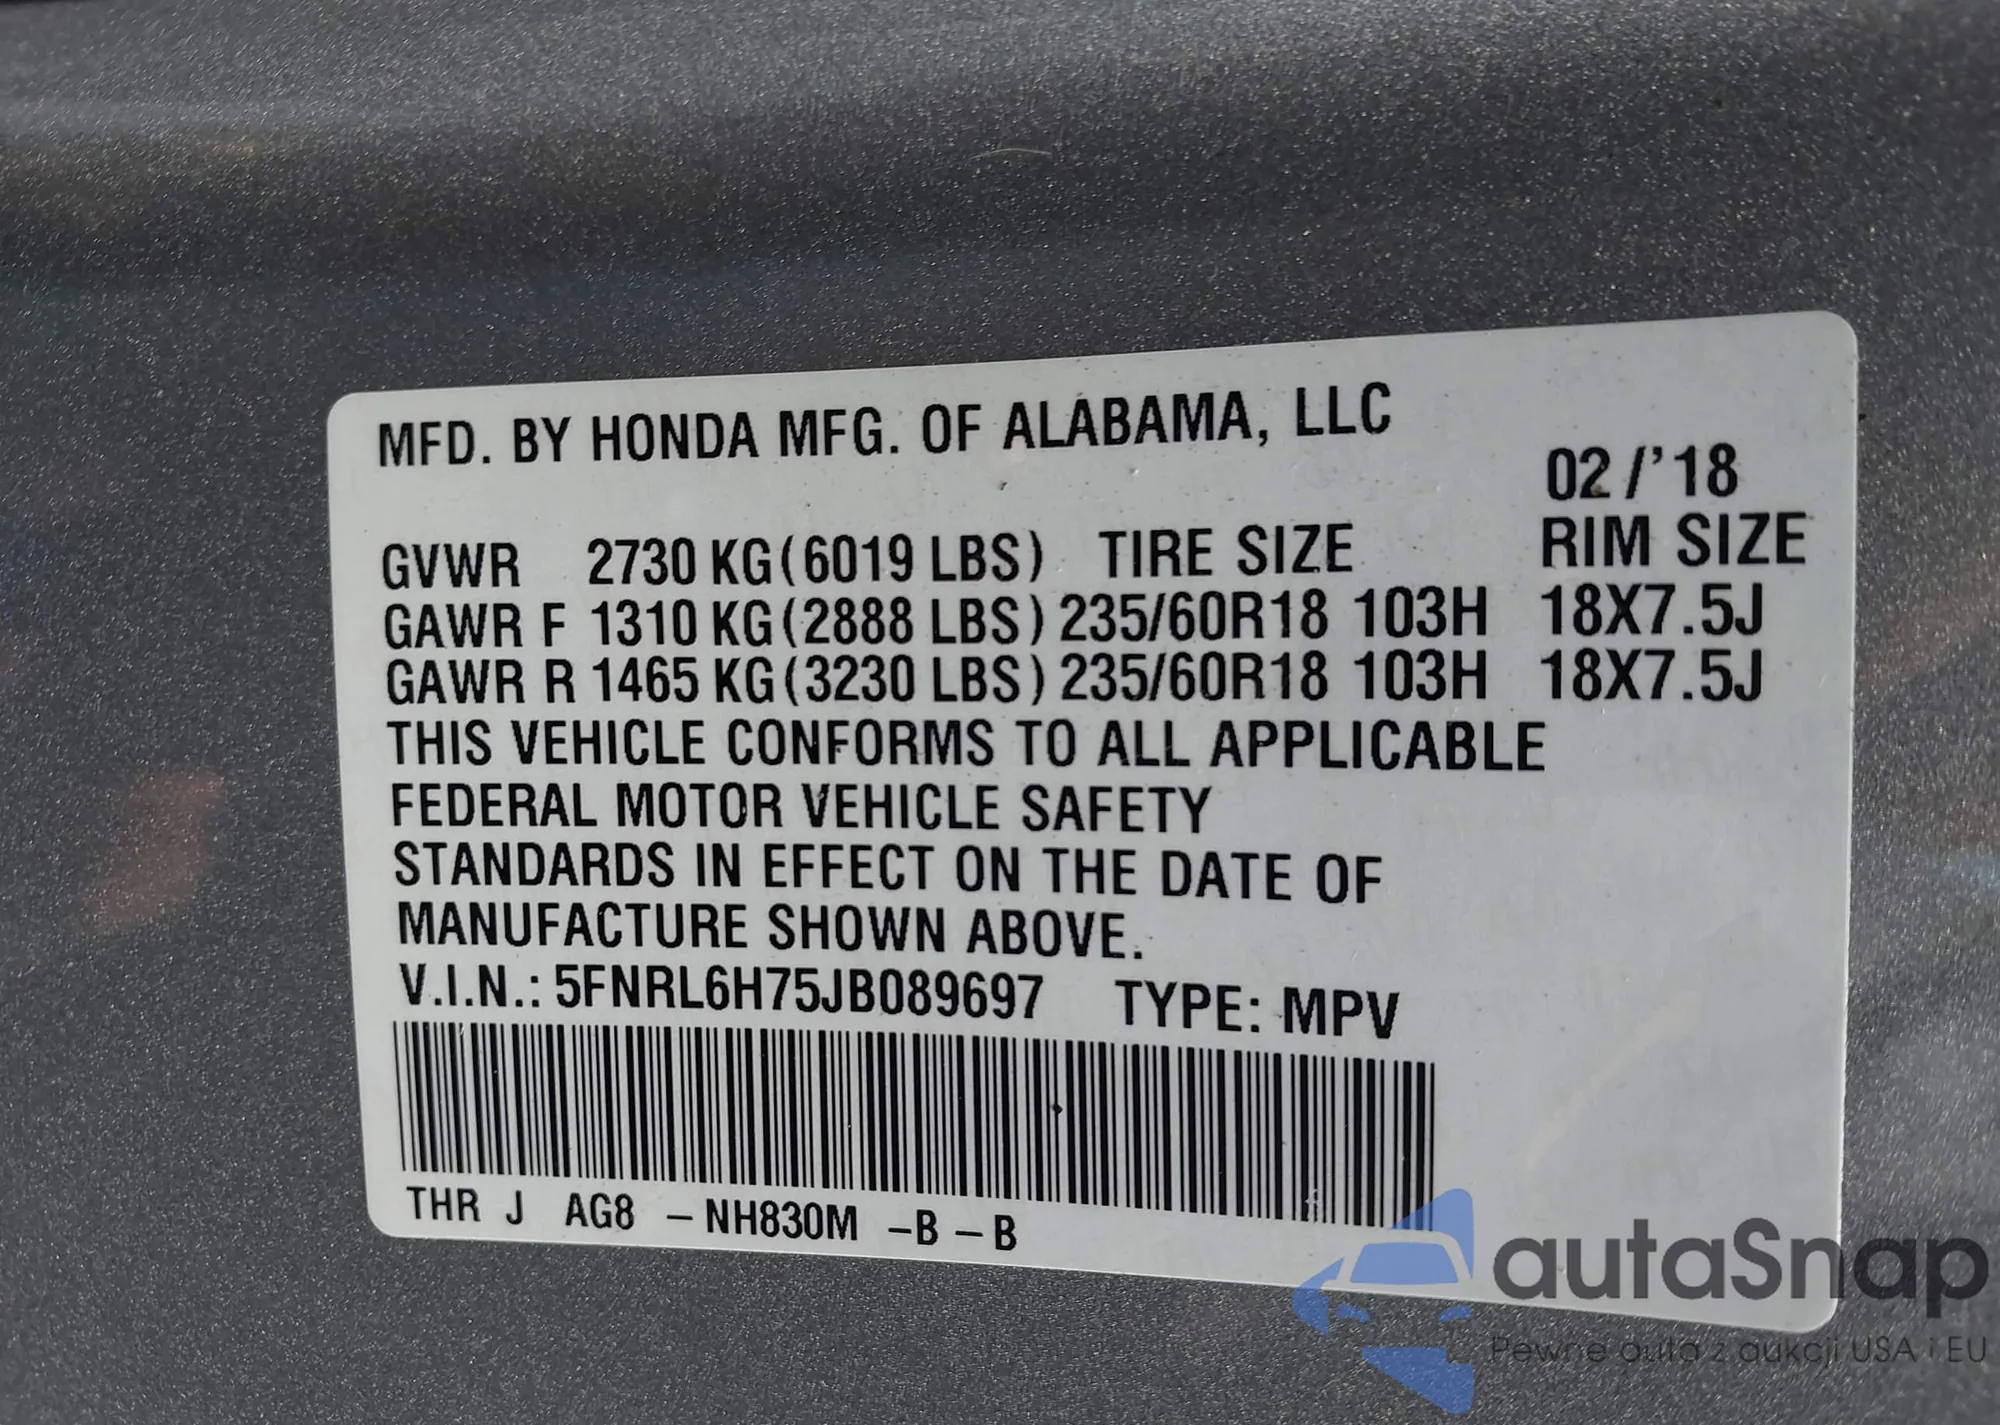 MFD. BY HONDA MFG. OF ALABAMA, LLC
02/'18
GVWR 2730 KG(6019 LBS) TIRE SIZE RIM SIZE
GAWR F 1310 KG(2888 LBS) 235/60R18 103H 18X7.5J
GAWR R 1465 KG(3230 LBS) 235/60R18 103H 18X7.5J
THIS VEHICLE CONFORMS TO ALL APPLICABLE
FEDERAL MOTOR VEHICLE SAFETY
STANDARDS IN EFFECT ON THE DATE OF
MANUFACTURE SHOWN ABOVE.
V.I.N.: 5FNRL6H75JB089697 TYPE: MPV
THR J AG8 – NH830M – B – B
autaSnap
Pewne auta z aukcji USA i EU